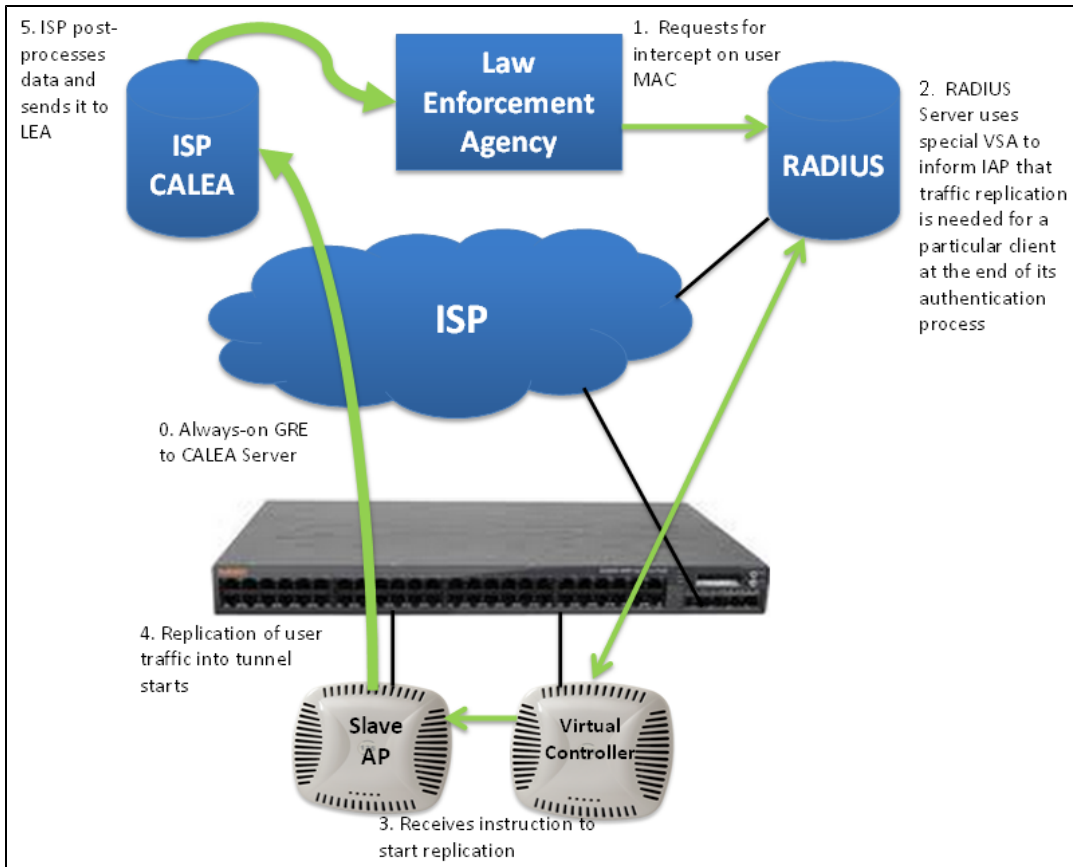 5. ISP post-
processes
data and
sends it to
LEA
ISP
CALEA
Law
Enforcement
Agency
1. Requests for
intercept on user
MAC
RADIUS
2. RADIUS
Server uses
special VSA to
inform IAP that
traffic replication
is needed for a
particular client
at the end of its
authentication
process
ISP
0. Always-on GRE
to CALEA Server
4. Replication of user
traffic into tunnel
starts
Slave
AP
Virtual
Controller
3. Receives instruction to
start replication